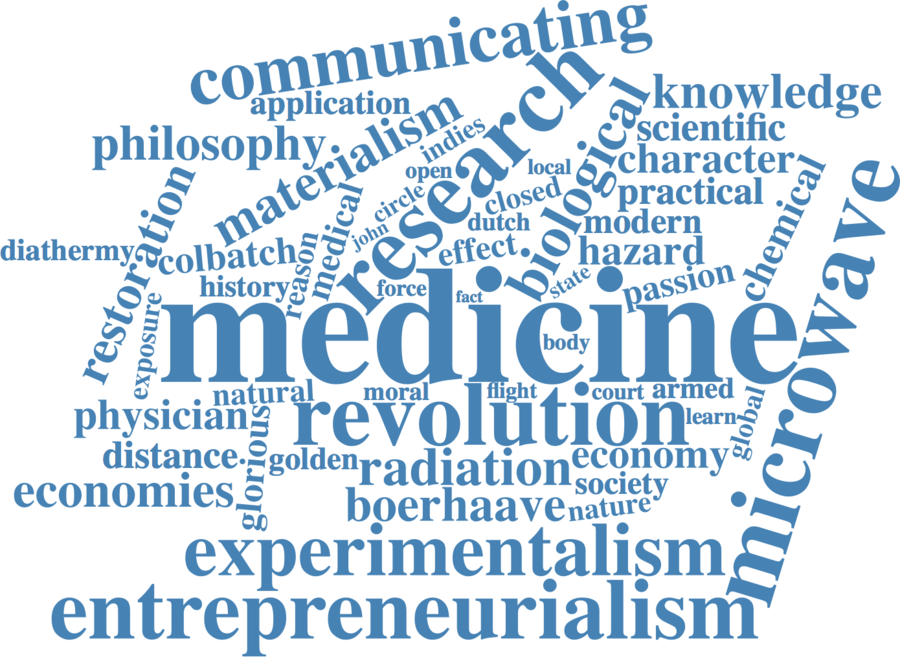 communicating
application
knowledge
research
scientific
philosophy
materialism
indies
biological
character
open
local
practical
chemical
restoration
medical
circle
closed
dutch
modern
microwave
diathermy
colbatch
reason
john
effect
hazard
history
force
fact
state
passion
exposure
medicine
body
natural
moral
flight
court
armed
physician
revolution
learn
global
distance
glorious
golden
radiation
economy
economies
society
boerhaave
nature
experimentalism
entrepreneurialism